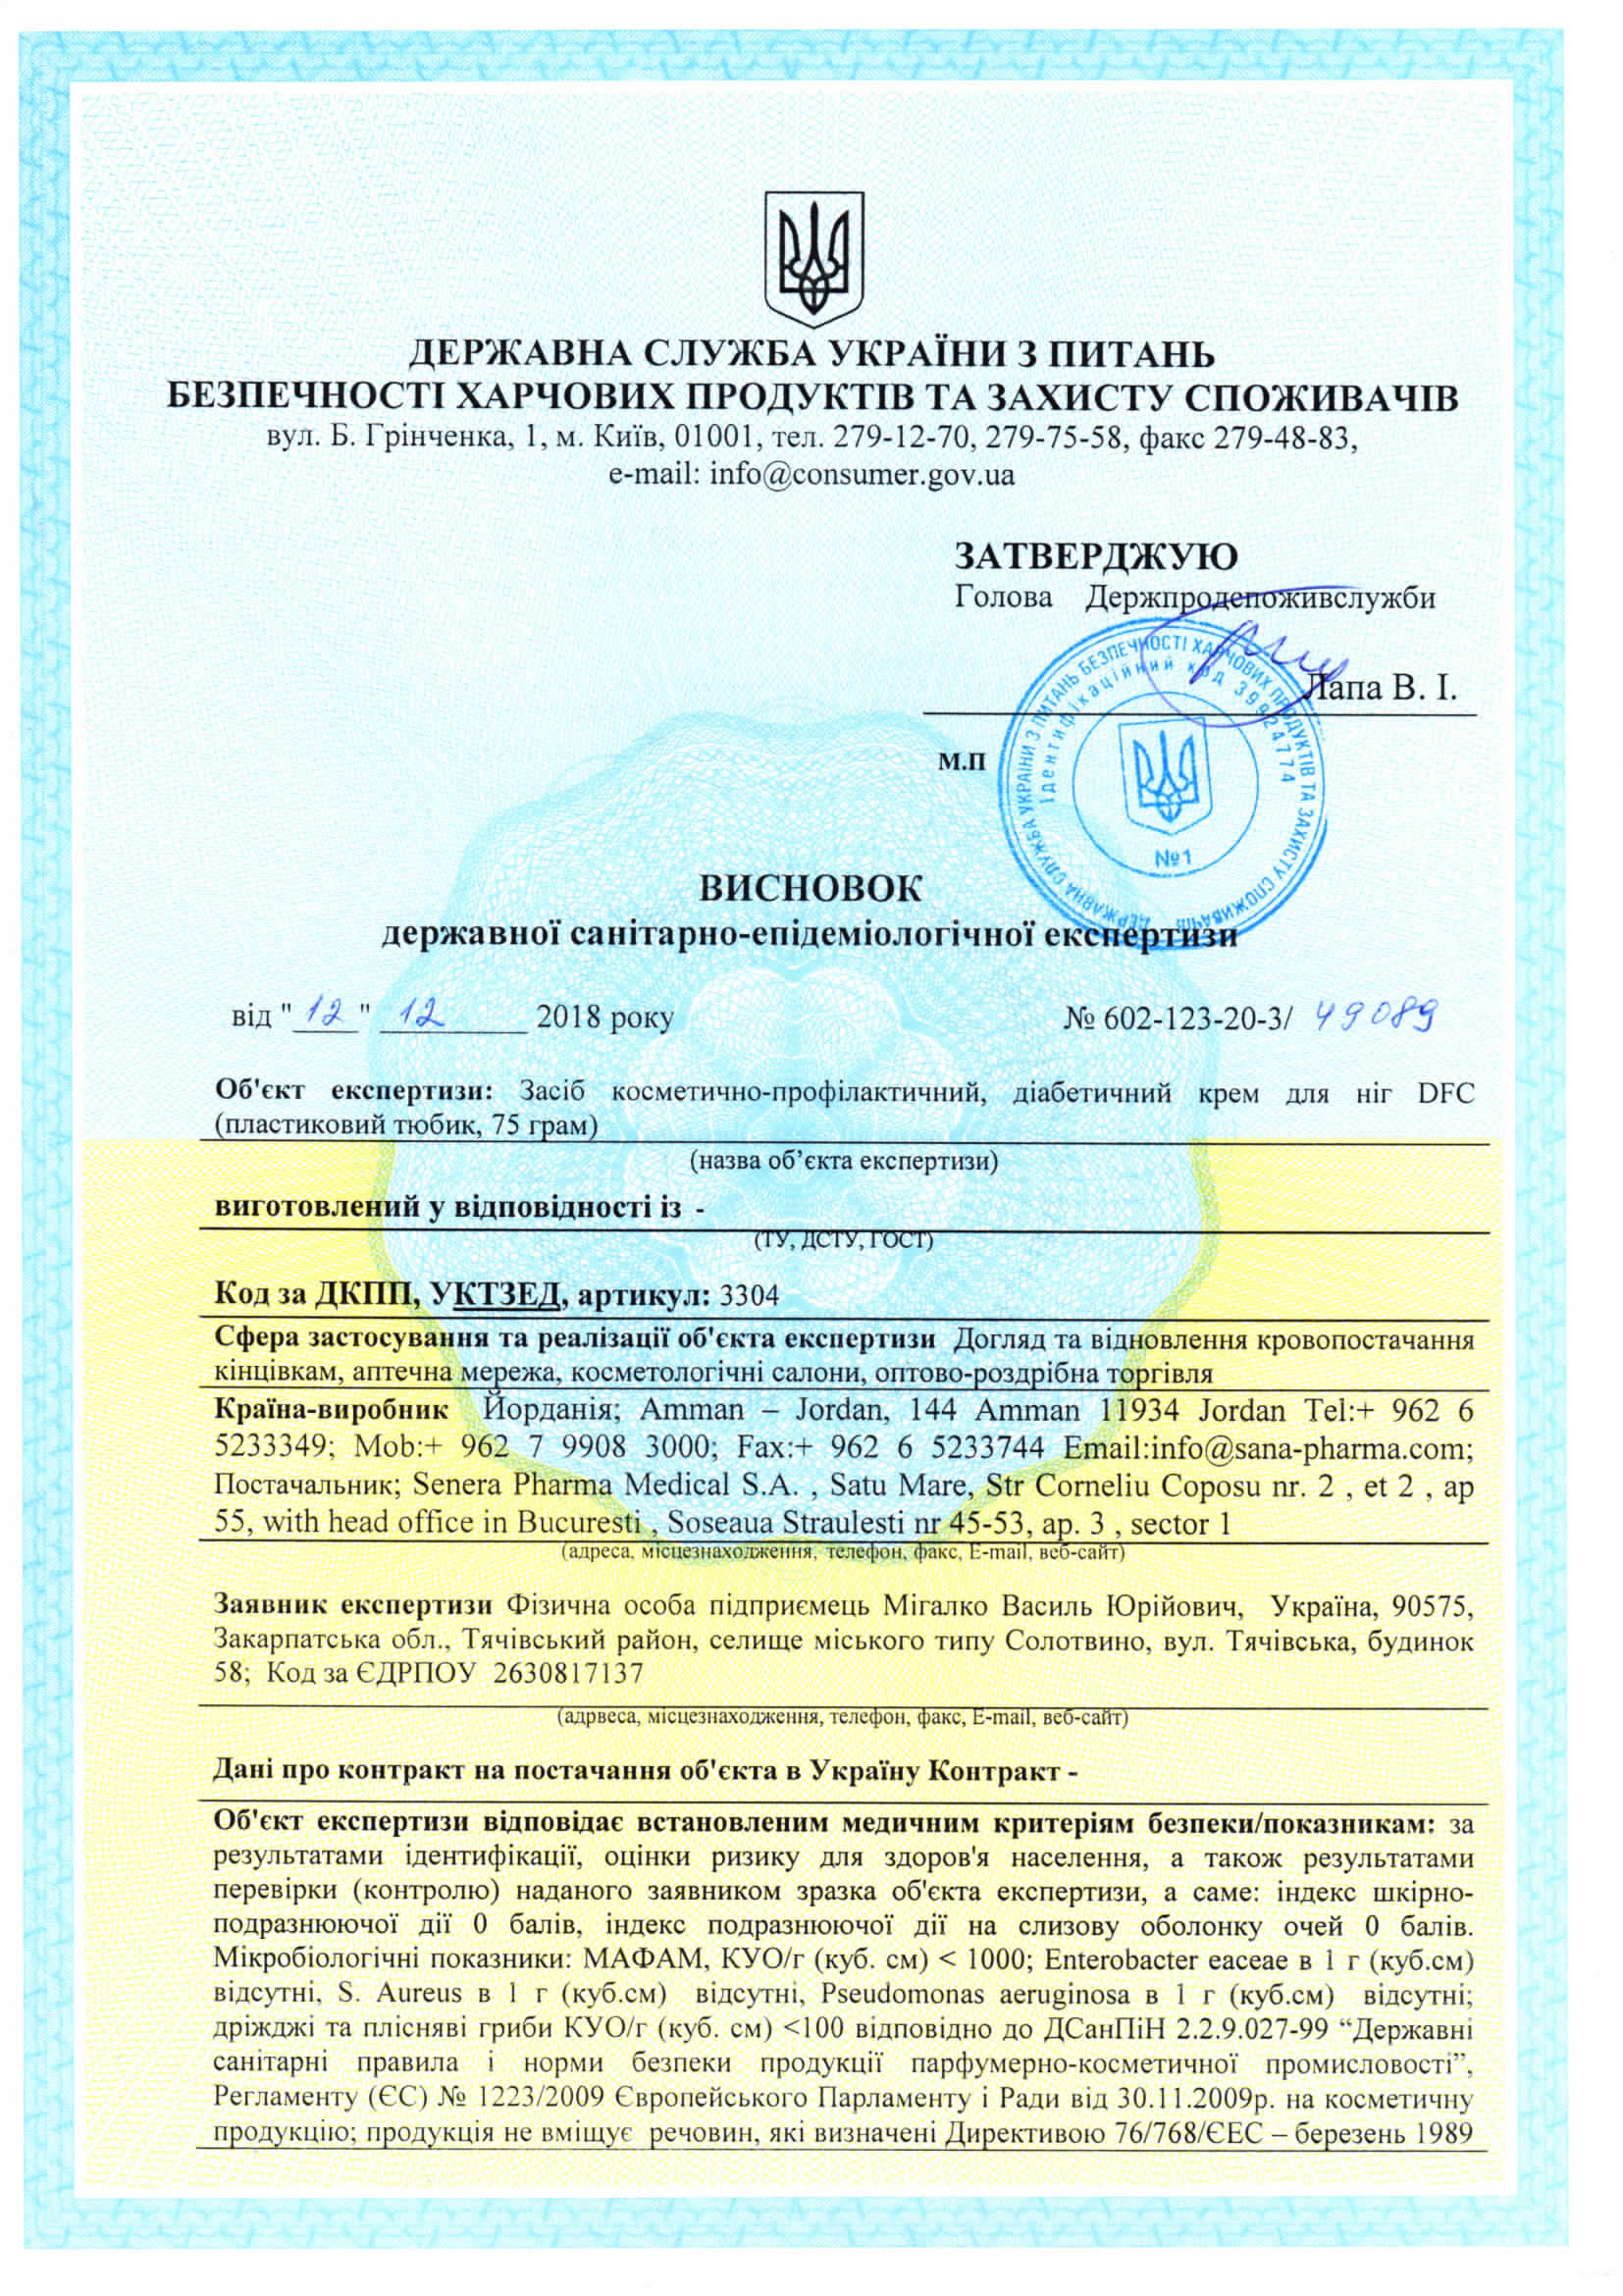 ДЕРЖАВНА СЛУЖБА УКРАЇНИ З ПИТАНЬ
БЕЗПЕЧНОСТІ ХАРЧОВИХ ПРОДУКТІВ ТА ЗАХИСТУ СПОЖИВАЧІВ
вул. Б. Грінченка, 1, м. Київ, 01001, тел. 279-12-70, 279-75-58, факс 279-48-83,
e-mail: info@consumer.gov.ua
ЗАТВЕРДЖУЮ
Голова Держпродспоживслужби
Лапа В. І.
М.П
ДЕРЖАВНА СЛУЖБА УКРАЇНИ З ПИТАНЬ БЕЗПЕЧНОСТІ ХАРЧОВИХ ПРОДУКТІВ ТА ЗАХИСТУ СПОЖИВАЧІВ
Ідентифікаційний код 39924774
№1
ВИСНОВОК
державної санітарно-епідеміологічної експертизи
від "12" 12 2018 року № 602-123-20-3/ 49089
Об'єкт експертизи: Засіб косметично-профілактичний, діабетичний крем для ніг DFC
(пластиковий тюбик, 75 грам)
(назва об’єкта експертизи)
виготовлений у відповідності із -
(ТУ, ДСТУ, ГОСТ)
Код за ДКПП, УКТЗЕД, артикул: 3304
Сфера застосування та реалізації об'єкта експертизи Догляд та відновлення кровопостачання
кінцівкам, аптечна мережа, косметологічні салони, оптово-роздрібна торгівля
Країна-виробник Йорданія; Amman – Jordan, 144 Amman 11934 Jordan Tel:+ 962 6
5233349; Mob:+ 962 7 9908 3000; Fax:+ 962 6 5233744 Email:info@sana-pharma.com;
Постачальник; Senera Pharma Medical S.A. , Satu Mare, Str Corneliu Coposu nr. 2 , et 2 , ap
55, with head office in Bucuresti , Soseaua Straulesti nr 45-53, ap. 3 , sector 1
(адреса, місцезнаходження, телефон, факс, E-mail, веб-сайт)
Заявник експертизи Фізична особа підприємець Мігалко Василь Юрійович, Україна, 90575,
Закарпатська обл., Тячівський район, селище міського типу Солотвино, вул. Тячівська, будинок
58; Код за ЄДРПОУ 2630817137
(адрвеса, місцезнаходження, телефон, факс, E-mail, веб-сайт)
Дані про контракт на постачання об'єкта в Україну Контракт -
Об'єкт експертизи відповідає встановленим медичним критеріям безпеки/показникам: за
результатами ідентифікації, оцінки ризику для здоров'я населення, а також результатами
перевірки (контролю) наданого заявником зразка об'єкта експертизи, а саме: індекс шкірно-
подразнюючої дії 0 балів, індекс подразнюючої дії на слизову оболонку очей 0 балів.
Мікробіологічні показники: МАФАМ, КУО/г (куб. см) < 1000; Enterobacter eaceae в 1 г (куб.см)
відсутні, S. Aureus в 1 г (куб.см) відсутні, Pseudomonas aeruginosa в 1 г (куб.см) відсутні;
дріжджі та плісняві гриби КУО/г (куб. см) <100 відповідно до ДСанПіН 2.2.9.027-99 “Державні
санітарні правила і норми безпеки продукції парфумерно-косметичної промисловості”,
Регламенту (ЄС) № 1223/2009 Європейського Парламенту і Ради від 30.11.2009р. на косметичну
продукцію; продукція не вміщує речовин, які визначені Директивою 76/768/ЄЕС – березень 1989